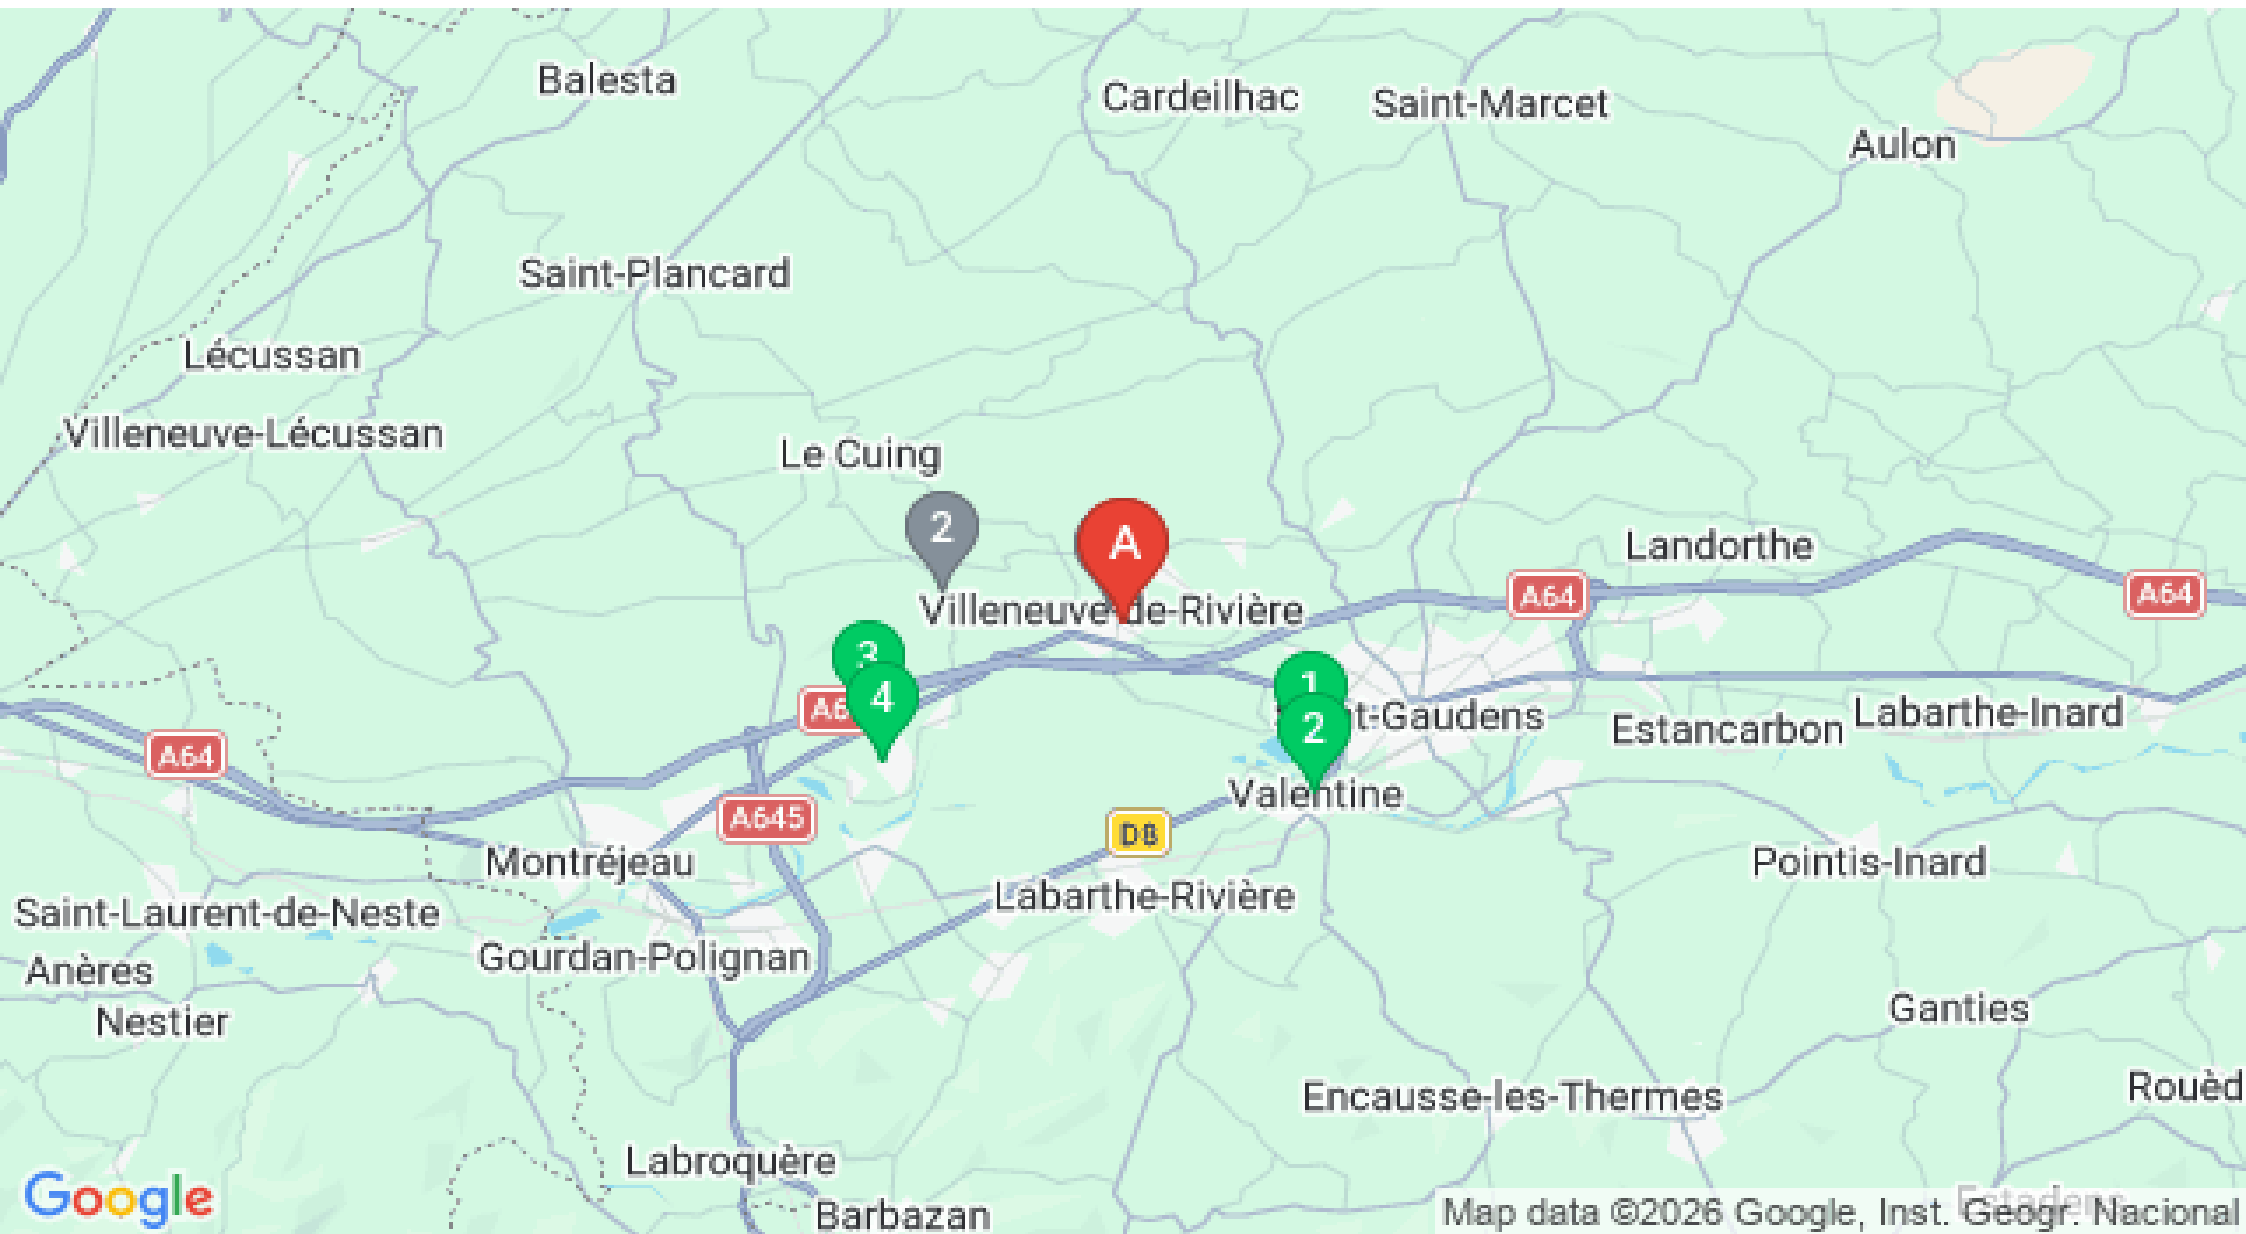 Balesta
Cardeilhac
Saint-Marcet
Aulon
Saint-Plancard
Lécussan
Villeneuve-Lécussan
Le Cuing
2
A
Landorthe
A64
A64
Villeneuve-de-Rivière
3
4
1
2
A64
A645
Estancarbon
Labarthe-Inard
Valentine
D8
Montréjeau
Pointis-Inard
Labarthe-Rivière
Saint-Laurent-de-Neste
Gourdan-Polignan
Anères
Nestier
Ganties
Encausse-les-Thermes
Labroquère
Barbazan
Google
Map data ©2026 Google, Inst. Geogr. Nacional